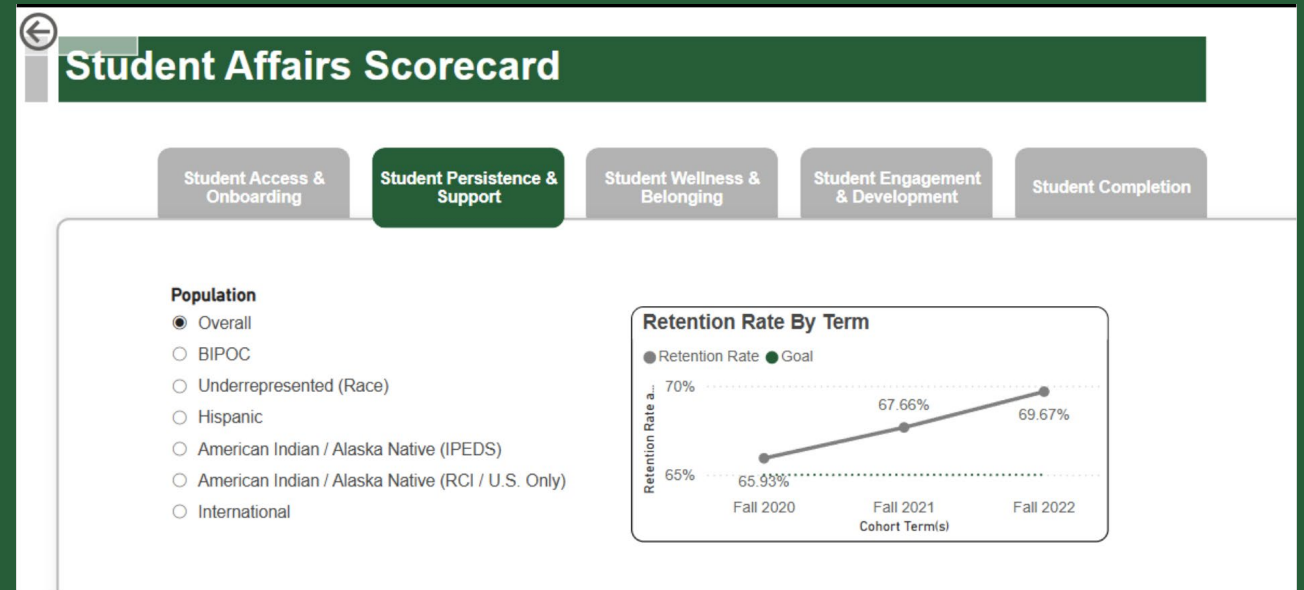 Student Affairs Scorecard
Student Access &
Onboarding
Student Persistence &
Support
Student Wellness &
Belonging
Student Engagement
& Development
Student Completion
Population
Overall
BIPOC
Underrepresented (Race)
Hispanic
American Indian / Alaska Native (IPEDS)
American Indian / Alaska Native (RCI / U.S. Only)
International
Retention Rate By Term
Retention Rate Goal
Retention Rate a...
70%
65%
65.93%
67.66%
69.67%
Fall 2020 Fall 2021 Fall 2022
Cohort Term(s)